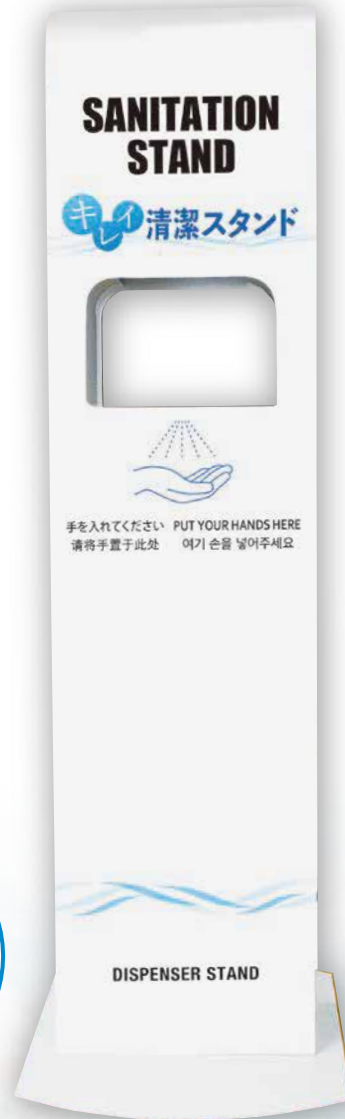 SANITATION
STAND
キレイ清潔スタンド
手を入れてください PUT YOUR HANDS HERE
请将手置于此处 여기 손을 넣어주세요
DISPENSER STAND